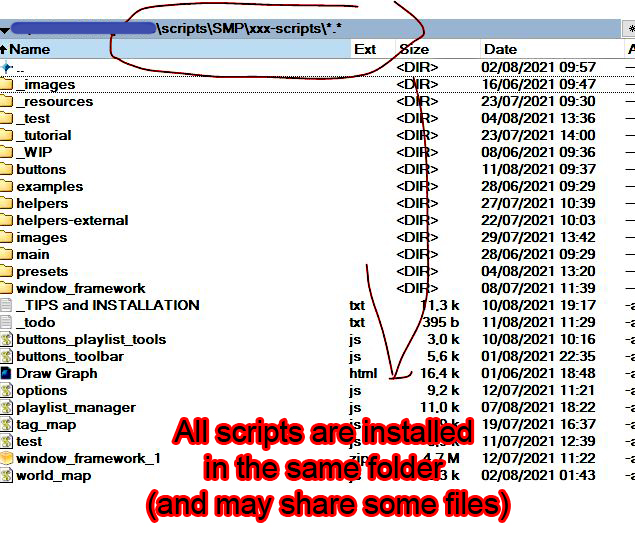 \scripts\SMP\xxx-scripts\*.*
Name Ext Size Date
.. <DIR> 02/08/2021 09:57
_images <DIR> 16/06/2021 09:47
_resources <DIR> 23/07/2021 09:30
_test <DIR> 04/08/2021 13:36
_tutorial <DIR> 23/07/2021 14:00
_WIP <DIR> 08/06/2021 09:36
buttons <DIR> 11/08/2021 09:37
examples <DIR> 28/06/2021 09:29
helpers <DIR> 27/07/2021 10:39
helpers-external <DIR> 22/07/2021 10:03
images <DIR> 29/07/2021 13:42
main <DIR> 28/06/2021 09:29
presets <DIR> 04/08/2021 13:20
window_framework <DIR> 08/07/2021 11:39
_TIPS and INSTALLATION txt 11,3 k 10/08/2021 19:17 -a
_todo txt 395 b 11/08/2021 11:29 -a
buttons_playlist_tools js 3,0 k 10/08/2021 10:16 -a
buttons_toolbar js 5,6 k 01/08/2021 22:35 -a
Draw Graph html 16,4 k 01/06/2021 18:48 -a
options js 9,2 k 12/07/2021 11:21 -a
playlist_manager js 11,0 k 07/08/2021 18:22 -a
tag_map js k 19/07/2021 16:37 -a
test js k 11/07/2021 12:39 -a
window_framework_1 zip 4,7 M 12/07/2021 11:22 -a
world_map js k 02/08/2021 01:43 -a
All scripts are installed
in the same folder
(and may share some files)